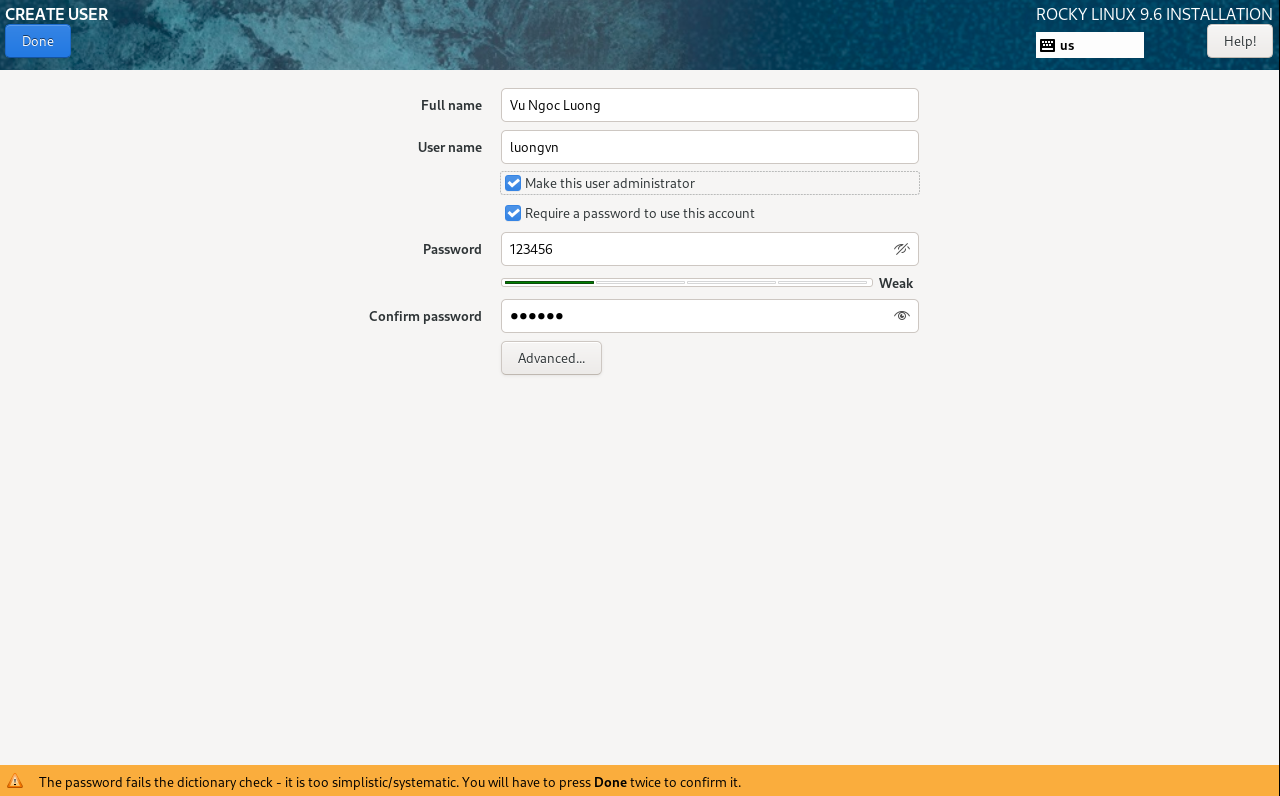 CREATE USER
ROCKY LINUX 9.6 INSTALLATION
Done
us
Help!
Full name
Vu Ngoc Luong
User name
luongvn
Make this user administrator
Require a password to use this account
Password
123456
Weak
Confirm password
●●●●●●
Advanced...
The password fails the dictionary check - it is too simplistic/systematic. You will have to press Done twice to confirm it.